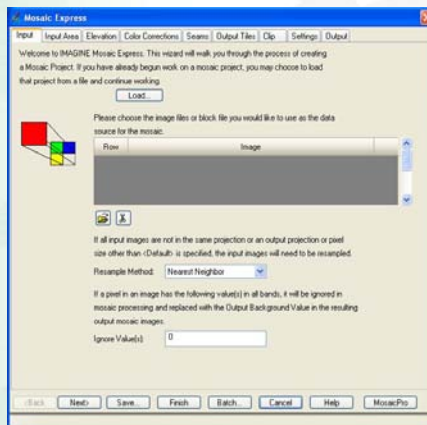 Mosaic Express
Input Input Area Elevation Color Corrections Seams Output Tiles Clip Settings Output
Welcome to IMAGINE Mosaic Express. This wizard will walk you through the process of creating
a Mosaic Project. If you have already begun work on a mosaic project, you may choose to load
that project from a file and continue working.
Load...
Please choose the image files or block file you would like to use as the data
source for the mosaic.
Row Image
If all input images are not in the same projection or an output projection or pixel
size other than <Default> is specified, the input images will need to be resampled.
Resample Method: Nearest Neighbor
If a pixel in an image has the following value(s) in all bands, it will be ignored in
mosaic processing and replaced with the Output Background Value in the resulting
output mosaic images.
Ignore Value(s): 0
<Back Next> Save... Finish Batch... Cancel Help MosaicPro